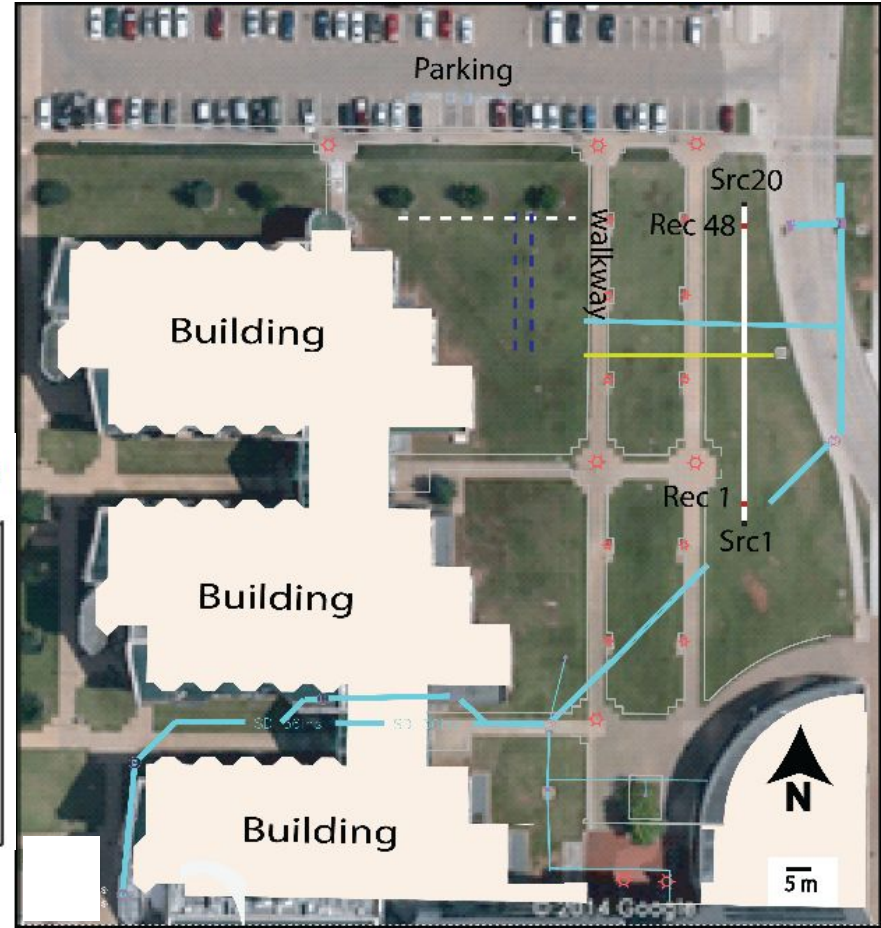 Parking
Src20
Rec 48
walkway
Building
Rec 1
Src1
Building
N
Building
5 m
© 2014 Google